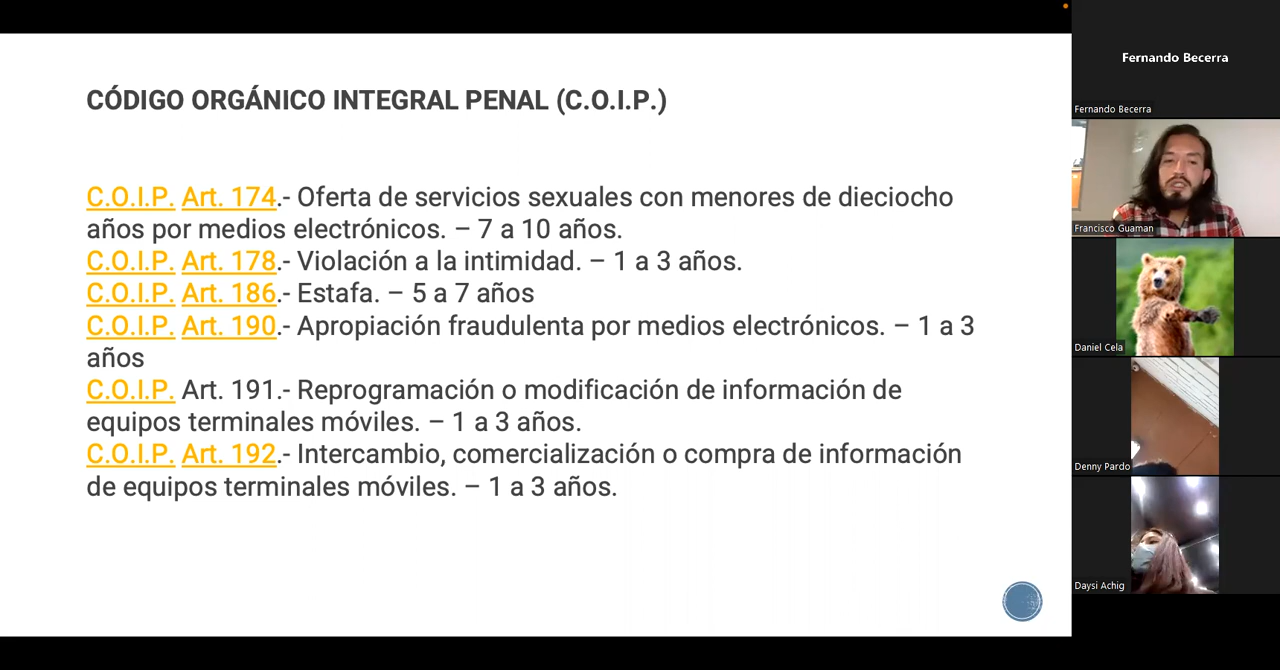 CÓDIGO ORGÁNICO INTEGRAL PENAL (C.O.I.P.)
C.O.I.P. Art. 174.- Oferta de servicios sexuales con menores de dieciocho
años por medios electrónicos. – 7 a 10 años.
C.O.I.P. Art. 178.- Violación a la intimidad. – 1 a 3 años.
C.O.I.P. Art. 186.- Estafa. – 5 a 7 años
C.O.I.P. Art. 190.- Apropiación fraudulenta por medios electrónicos. – 1 a 3
años
C.O.I.P. Art. 191.- Reprogramación o modificación de información de
equipos terminales móviles. – 1 a 3 años.
C.O.I.P. Art. 192.- Intercambio, comercialización o compra de información
de equipos terminales móviles. – 1 a 3 años.
Fernando Becerra
Fernando Becerra
Francisco Guaman
Daniel Cela
Denny Pardo
Daysi Achig